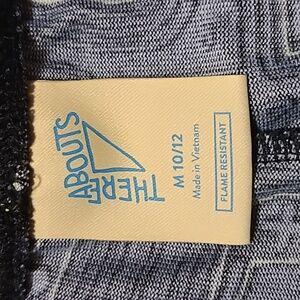 THERE
ABOUTS
M 10/12
Made in Vietnam
FLAME RESISTANT